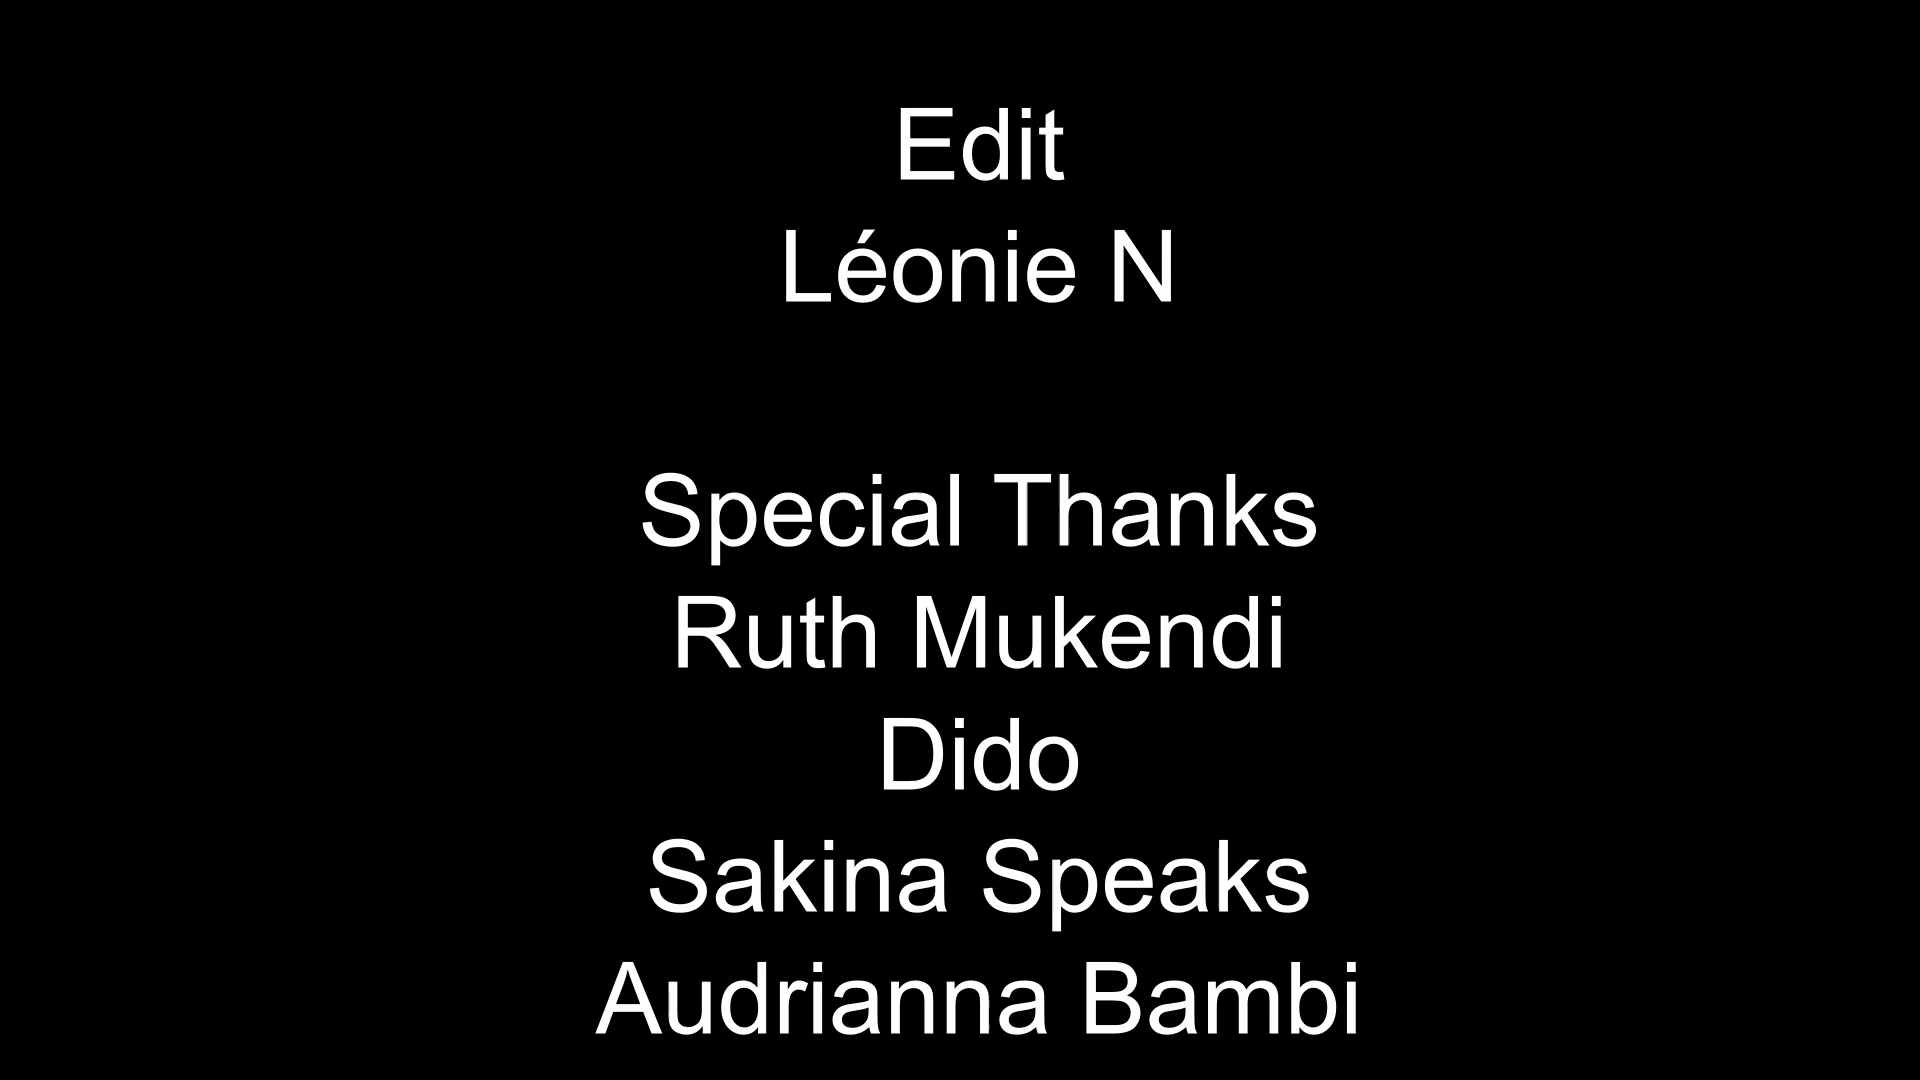 Edit
Léonie N
Special Thanks
Ruth Mukendi
Dido
Sakina Speaks
Audrianna Bambi